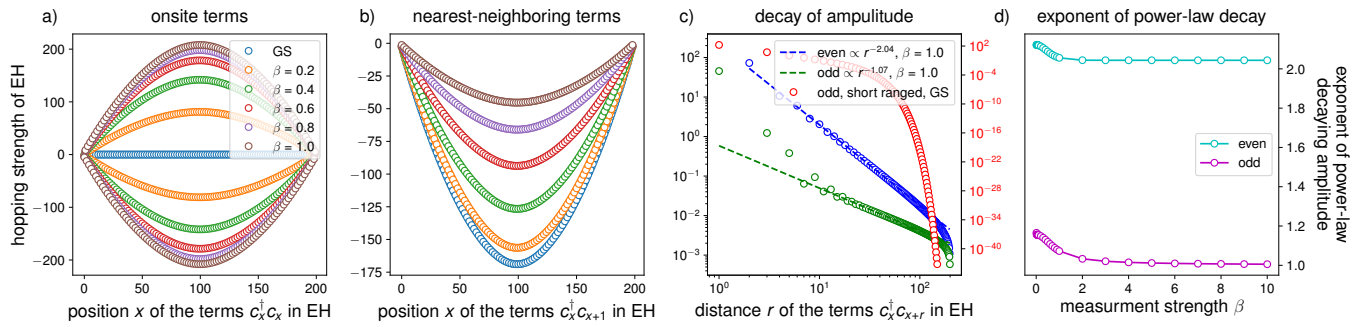 a) onsite terms
b) nearest-neighboring terms
c) decay of ampulitude
d) exponent of power-law decay
hopping strength of EH
200
100
0
−100
−200
0 50 100 150 200
position x of the terms c†ₓcₓ in EH
GS
β = 0.2
β = 0.4
β = 0.6
β = 0.8
β = 1.0
0
−25
−50
−75
−100
−125
−150
−175
0 50 100 150 200
position x of the terms c†ₓcₓ₊₁ in EH
10²
10¹
10⁰
10⁻¹
10⁻²
10⁻³
10⁰ 10¹ 10²
distance r of the terms c†ₓcₓ₊ᵣ in EH
even ∝ r⁻²·⁰⁴, β = 1.0
odd ∝ r⁻¹·⁰⁷, β = 1.0
odd, short ranged, GS
10²
10⁻⁴
10⁻¹⁰
10⁻¹⁶
10⁻²²
10⁻²⁸
10⁻³⁴
10⁻⁴⁰
even
odd
0 2 4 6 8 10
measurment strength β
2.0
1.8
1.6
1.4
1.2
1.0
exponent of power-law
decaying amplitude